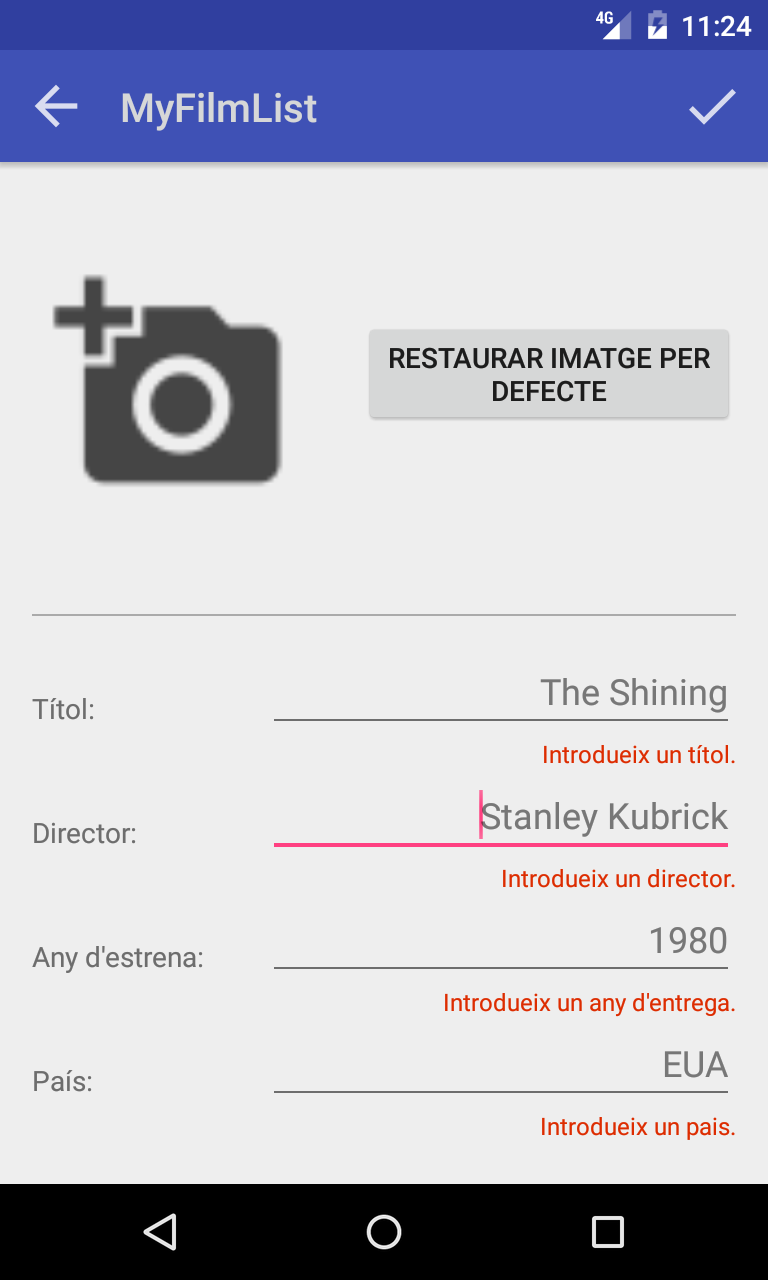 4G 11:24
MyFilmList
RESTAURAR IMATGE PER
DEFECTE
Títol: The Shining
Introdueix un títol.
Director: Stanley Kubrick
Introdueix un director.
Any d'estrena: 1980
Introdueix un any d'entrega.
País: EUA
Introdueix un pais.